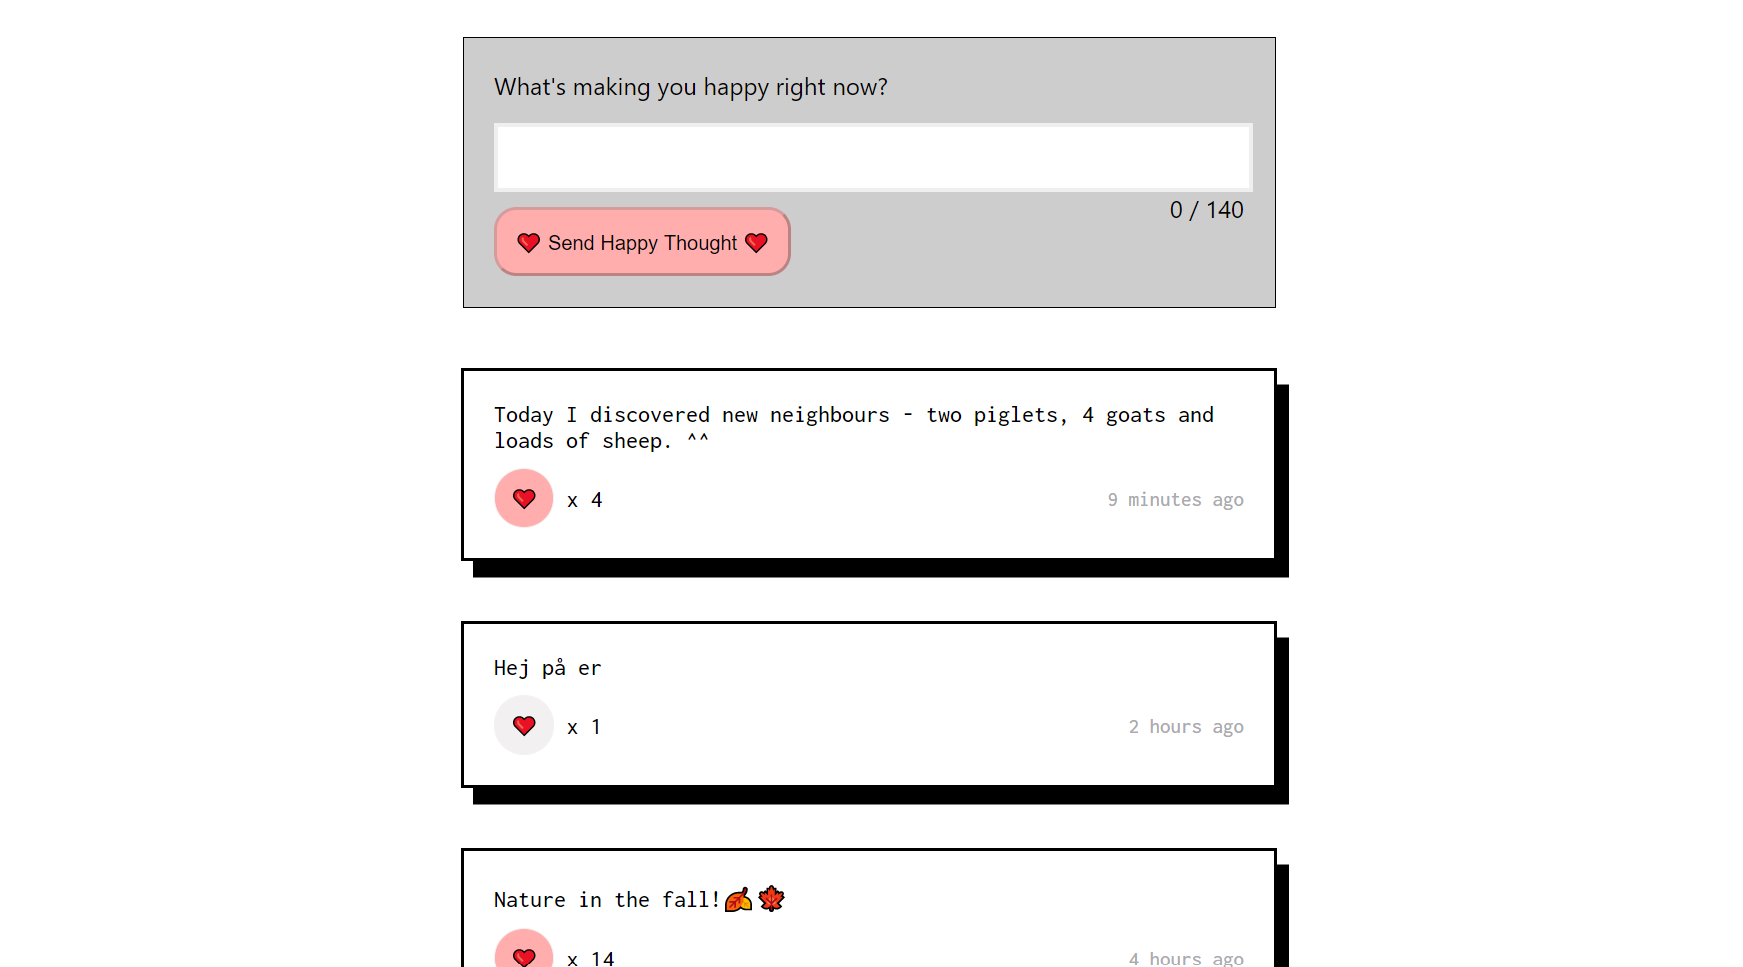 What's making you happy right now?
0 / 140
❤️ Send Happy Thought ❤️
Today I discovered new neighbours - two piglets, 4 goats and
loads of sheep. ^^
❤️ x 4
9 minutes ago
Hej på er
❤️ x 1
2 hours ago
Nature in the fall!🍂🍁
❤️ x 14
4 hours ago